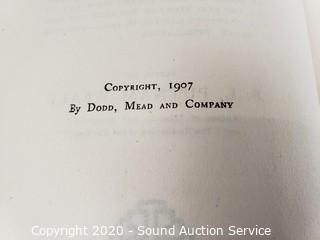 Copyright, 1907
By Dodd, Mead and Company
Copyright 2020 - Sound Auction Service